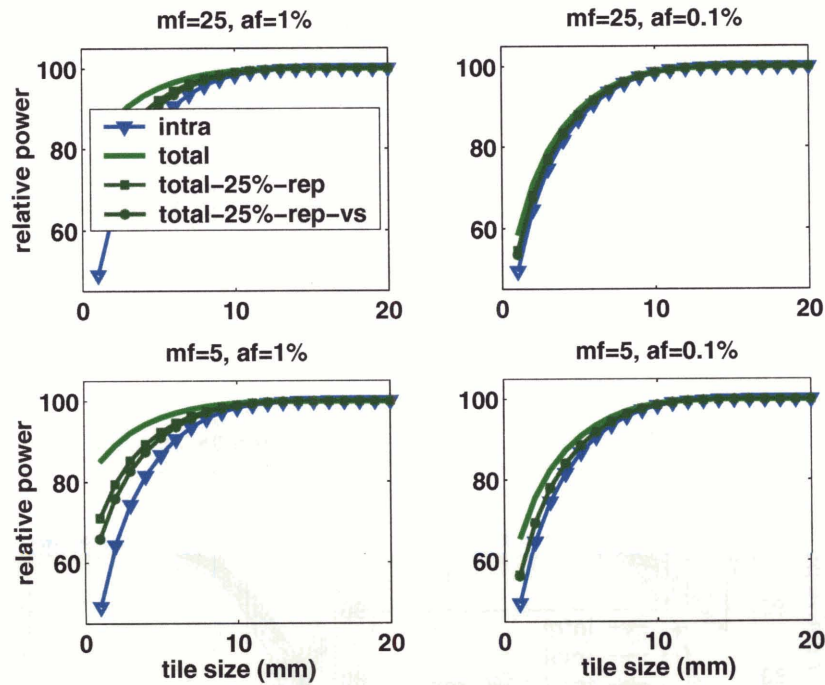 mf=25, af=1%
mf=25, af=0.1%
relative power
100
80
60
intra
total
total-25%-rep
total-25%-rep-vs
0
10
20
100
80
60
0
10
20
mf=5, af=1%
mf=5, af=0.1%
relative power
100
80
60
0
10
20
tile size (mm)
100
80
60
0
10
20
tile size (mm)